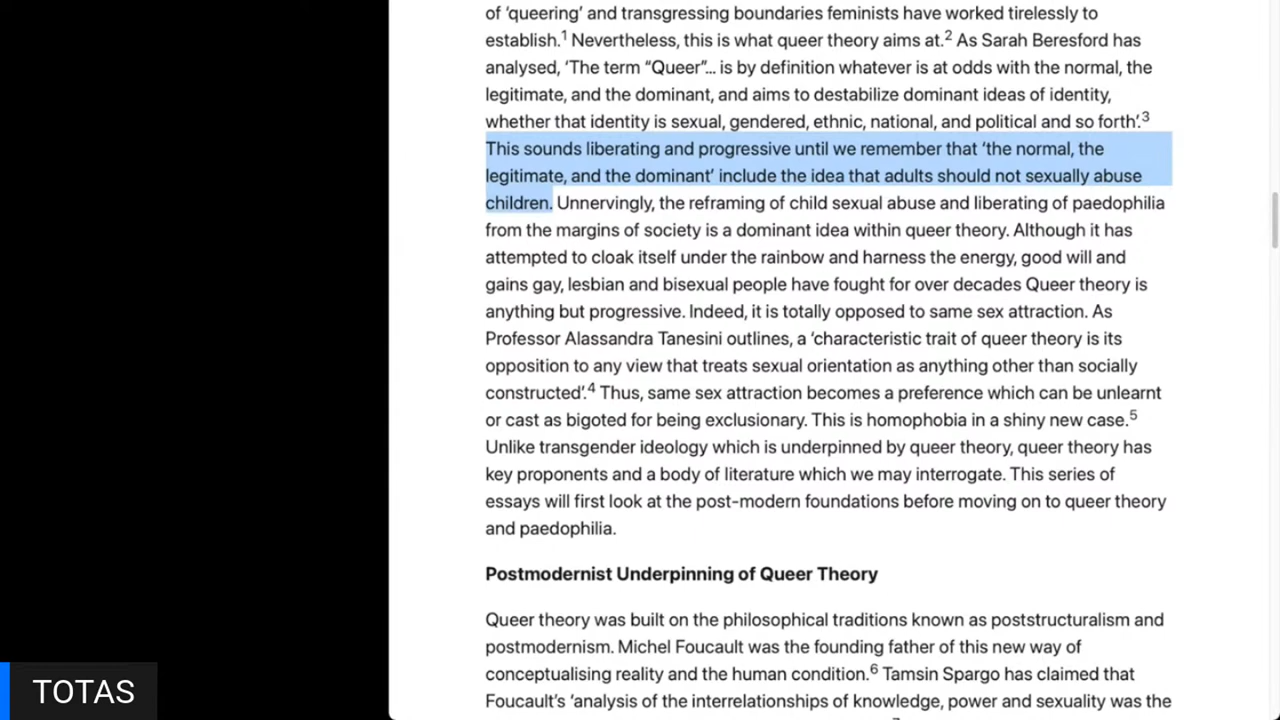 of ‘queering’ and transgressing boundaries feminists have worked tirelessly to
establish.1 Nevertheless, this is what queer theory aims at.2 As Sarah Beresford has
analysed, ‘The term “Queer”… is by definition whatever is at odds with the normal, the
legitimate, and the dominant, and aims to destabilize dominant ideas of identity,
whether that identity is sexual, gendered, ethnic, national, and political and so forth’.3
This sounds liberating and progressive until we remember that ‘the normal, the
legitimate, and the dominant’ include the idea that adults should not sexually abuse
children. Unnervingly, the reframing of child sexual abuse and liberating of paedophilia
from the margins of society is a dominant idea within queer theory. Although it has
attempted to cloak itself under the rainbow and harness the energy, good will and
gains gay, lesbian and bisexual people have fought for over decades Queer theory is
anything but progressive. Indeed, it is totally opposed to same sex attraction. As
Professor Alassandra Tanesini outlines, a ‘characteristic trait of queer theory is its
opposition to any view that treats sexual orientation as anything other than socially
constructed’.4 Thus, same sex attraction becomes a preference which can be unlearnt
or cast as bigoted for being exclusionary. This is homophobia in a shiny new case.5
Unlike transgender ideology which is underpinned by queer theory, queer theory has
key proponents and a body of literature which we may interrogate. This series of
essays will first look at the post-modern foundations before moving on to queer theory
and paedophilia.
Postmodernist Underpinning of Queer Theory
Queer theory was built on the philosophical traditions known as poststructuralism and
postmodernism. Michel Foucault was the founding father of this new way of
conceptualising reality and the human condition.6 Tamsin Spargo has claimed that
Foucault’s ‘analysis of the interrelationships of knowledge, power and sexuality was the
TOTAS